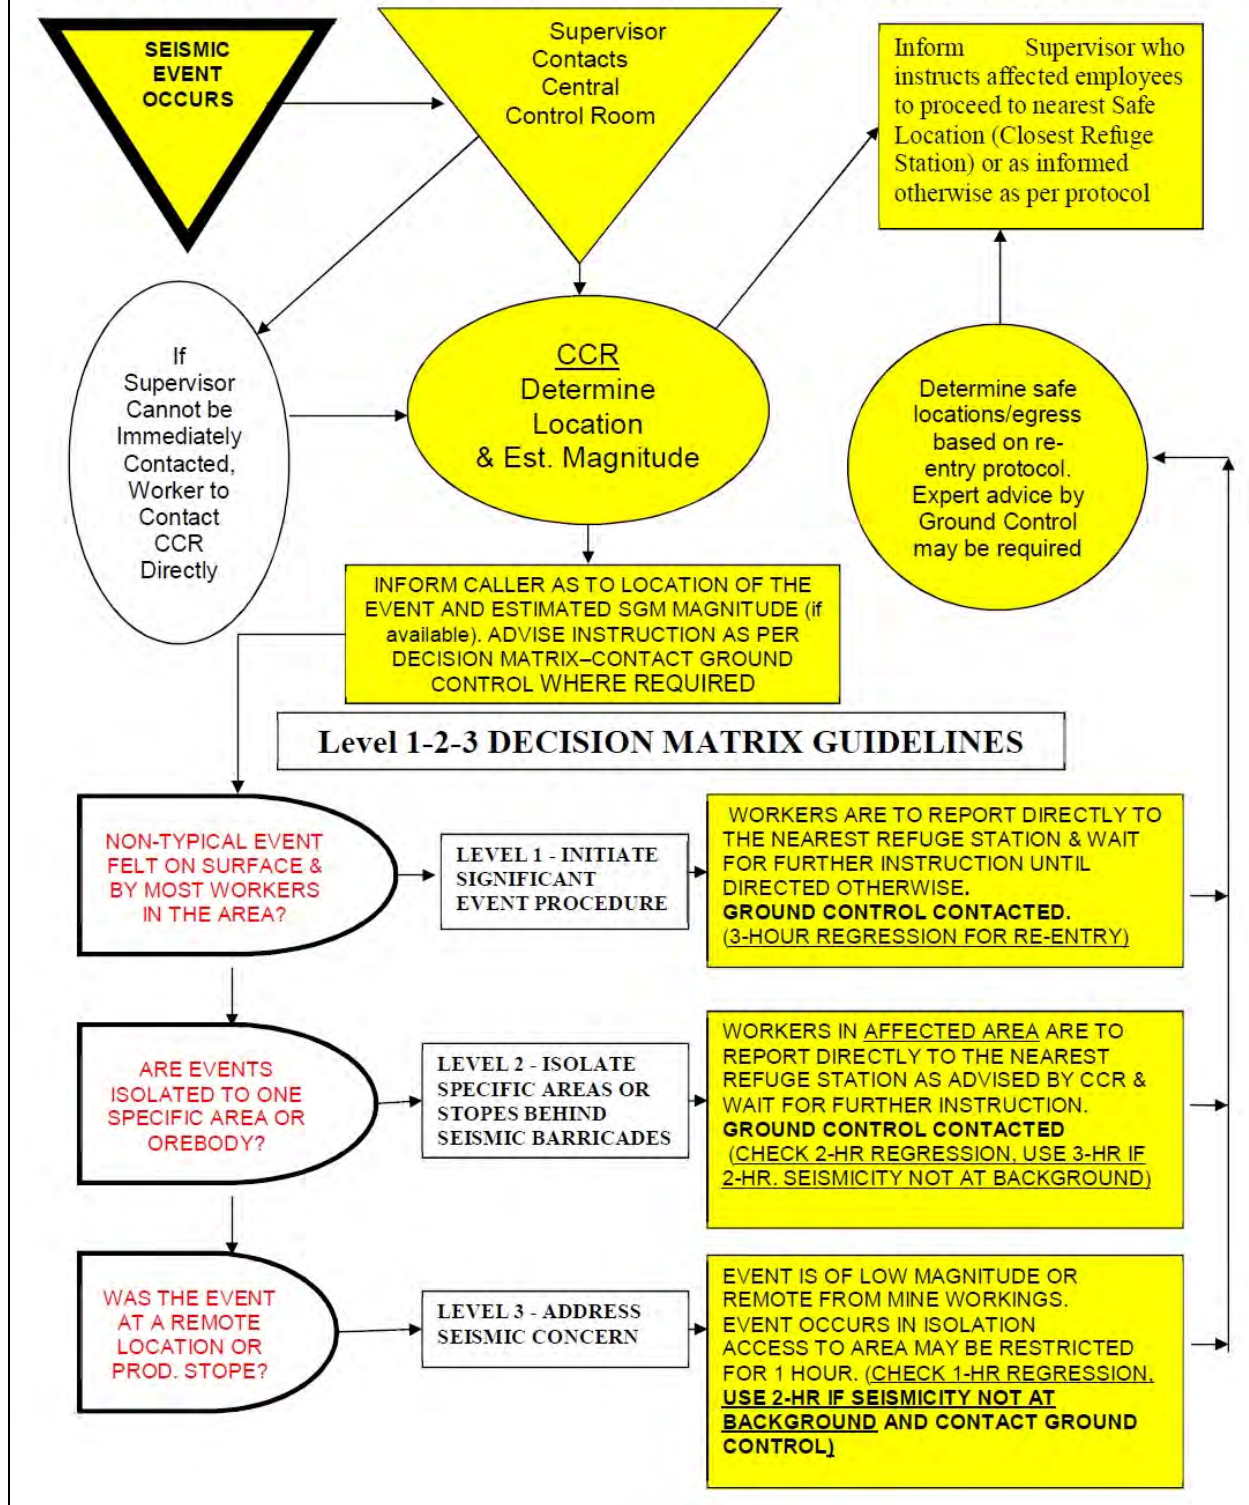 SEISMIC
EVENT
OCCURS
Supervisor
Contacts
Central
Control Room
Inform Supervisor who
instructs affected employees
to proceed to nearest Safe
Location (Closest Refuge
Station) or as informed
otherwise as per protocol
If
Supervisor
Cannot be
Immediately
Contacted,
Worker to
Contact
CCR
Directly
CCR
Determine
Location
& Est. Magnitude
Determine safe
locations/egress
based on re-
entry protocol.
Expert advice by
Ground Control
may be required
INFORM CALLER AS TO LOCATION OF THE
EVENT AND ESTIMATED SGM MAGNITUDE (if
available). ADVISE INSTRUCTION AS PER
DECISION MATRIX–CONTACT GROUND
CONTROL WHERE REQUIRED
Level 1-2-3 DECISION MATRIX GUIDELINES
NON-TYPICAL EVENT
FELT ON SURFACE &
BY MOST WORKERS
IN THE AREA?
LEVEL 1 - INITIATE
SIGNIFICANT
EVENT PROCEDURE
WORKERS ARE TO REPORT DIRECTLY TO
THE NEAREST REFUGE STATION & WAIT
FOR FURTHER INSTRUCTION UNTIL
DIRECTED OTHERWISE.
GROUND CONTROL CONTACTED.
(3-HOUR REGRESSION FOR RE-ENTRY)
ARE EVENTS
ISOLATED TO ONE
SPECIFIC AREA OR
OREBODY?
LEVEL 2 - ISOLATE
SPECIFIC AREAS OR
STOPES BEHIND
SEISMIC BARRICADES
WORKERS IN AFFECTED AREA ARE TO
REPORT DIRECTLY TO THE NEAREST
REFUGE STATION AS ADVISED BY CCR &
WAIT FOR FURTHER INSTRUCTION.
GROUND CONTROL CONTACTED
(CHECK 2-HR REGRESSION, USE 3-HR IF
2-HR. SEISMICITY NOT AT BACKGROUND)
WAS THE EVENT
AT A REMOTE
LOCATION OR
PROD. STOPE?
LEVEL 3 - ADDRESS
SEISMIC CONCERN
EVENT IS OF LOW MAGNITUDE OR
REMOTE FROM MINE WORKINGS.
EVENT OCCURS IN ISOLATION
ACCESS TO AREA MAY BE RESTRICTED
FOR 1 HOUR. (CHECK 1-HR REGRESSION,
USE 2-HR IF SEISMICITY NOT AT
BACKGROUND AND CONTACT GROUND
CONTROL)